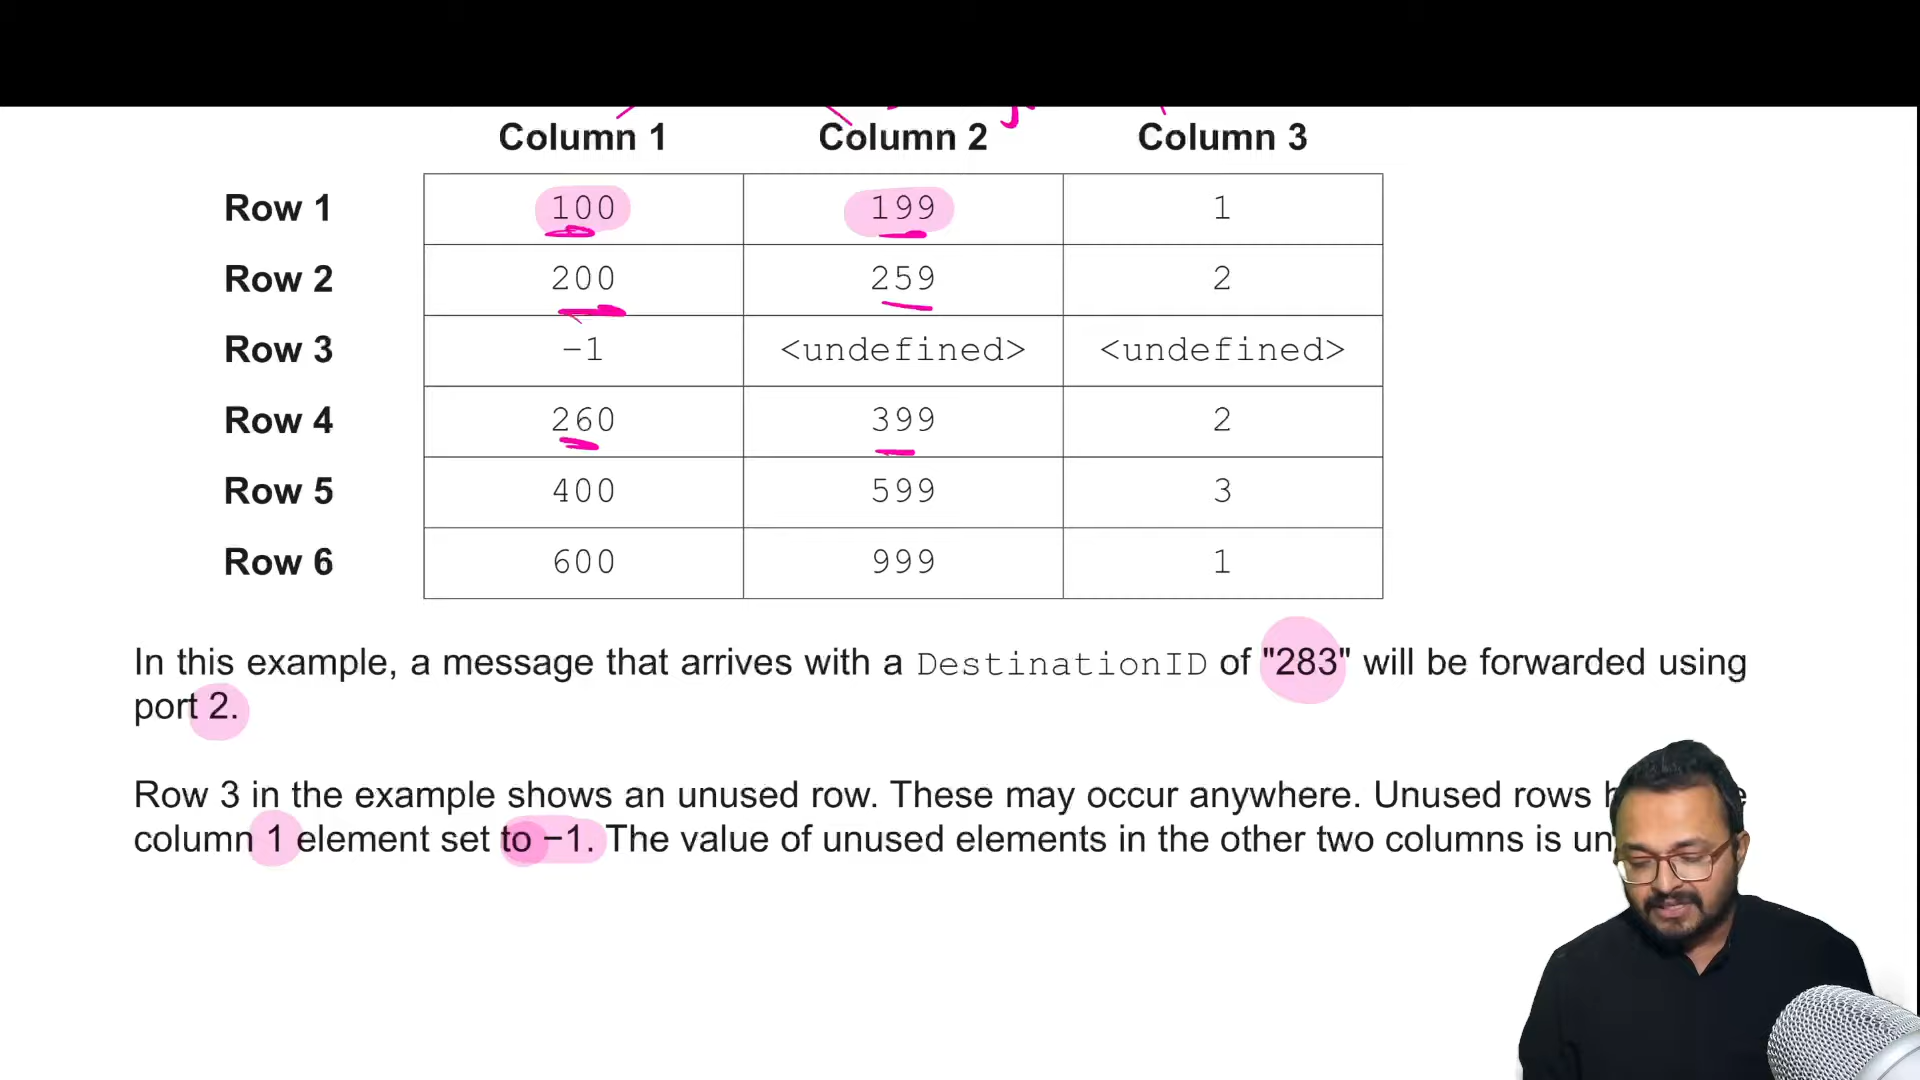 Column 1 Column 2 Column 3
Row 1 100 199 1
Row 2 200 259 2
Row 3 −1 <undefined> <undefined>
Row 4 260 399 2
Row 5 400 599 3
Row 6 600 999 1
In this example, a message that arrives with a DestinationID of "283" will be forwarded using
port 2.
Row 3 in the example shows an unused row. These may occur anywhere. Unused rows
column 1 element set to −1. The value of unused elements in the other two columns is